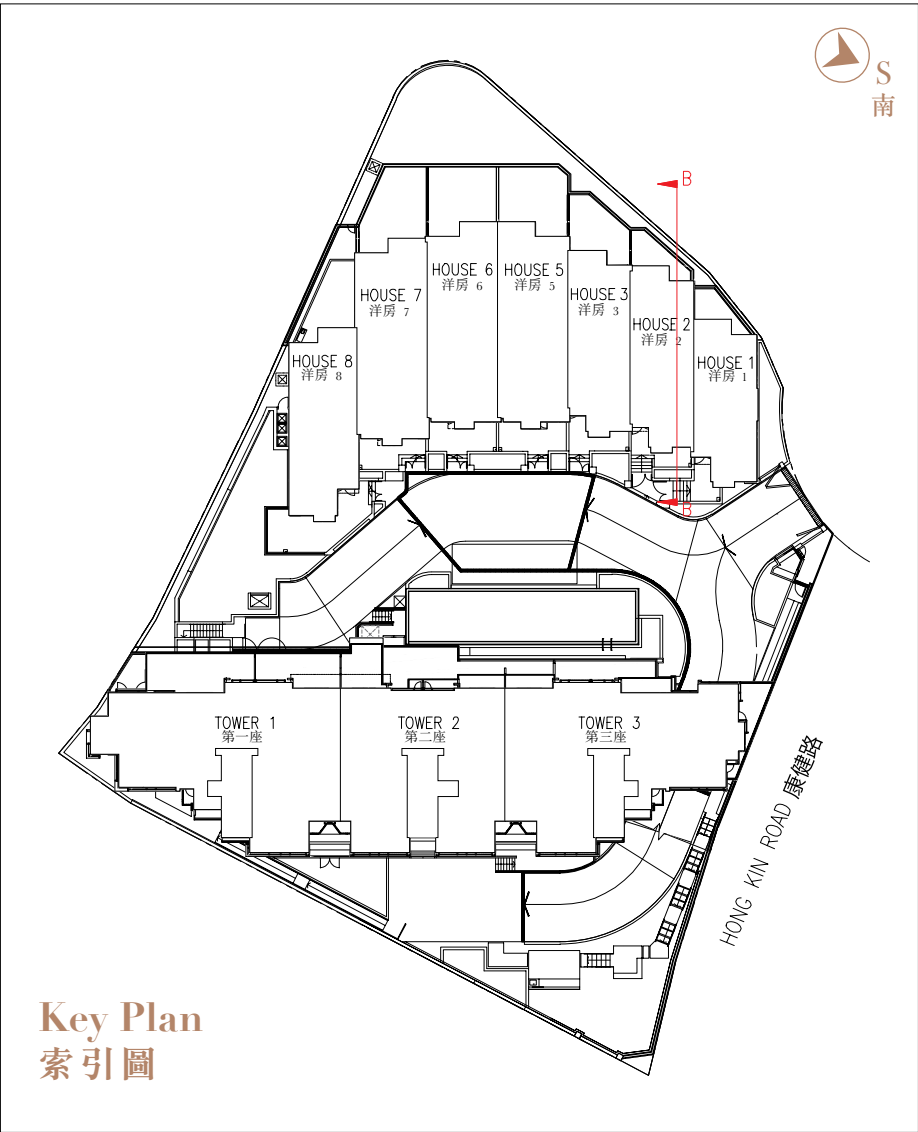 S
南
B
HOUSE 6
洋房 6
HOUSE 5
洋房 5
HOUSE 7
洋房 7
HOUSE 3
洋房 3
HOUSE 2
洋房 2
HOUSE 8
洋房 8
HOUSE 1
洋房 1
B
TOWER 1
第一座
TOWER 2
第二座
TOWER 3
第三座
HONG KIN ROAD 康健路
Key Plan
索引圖